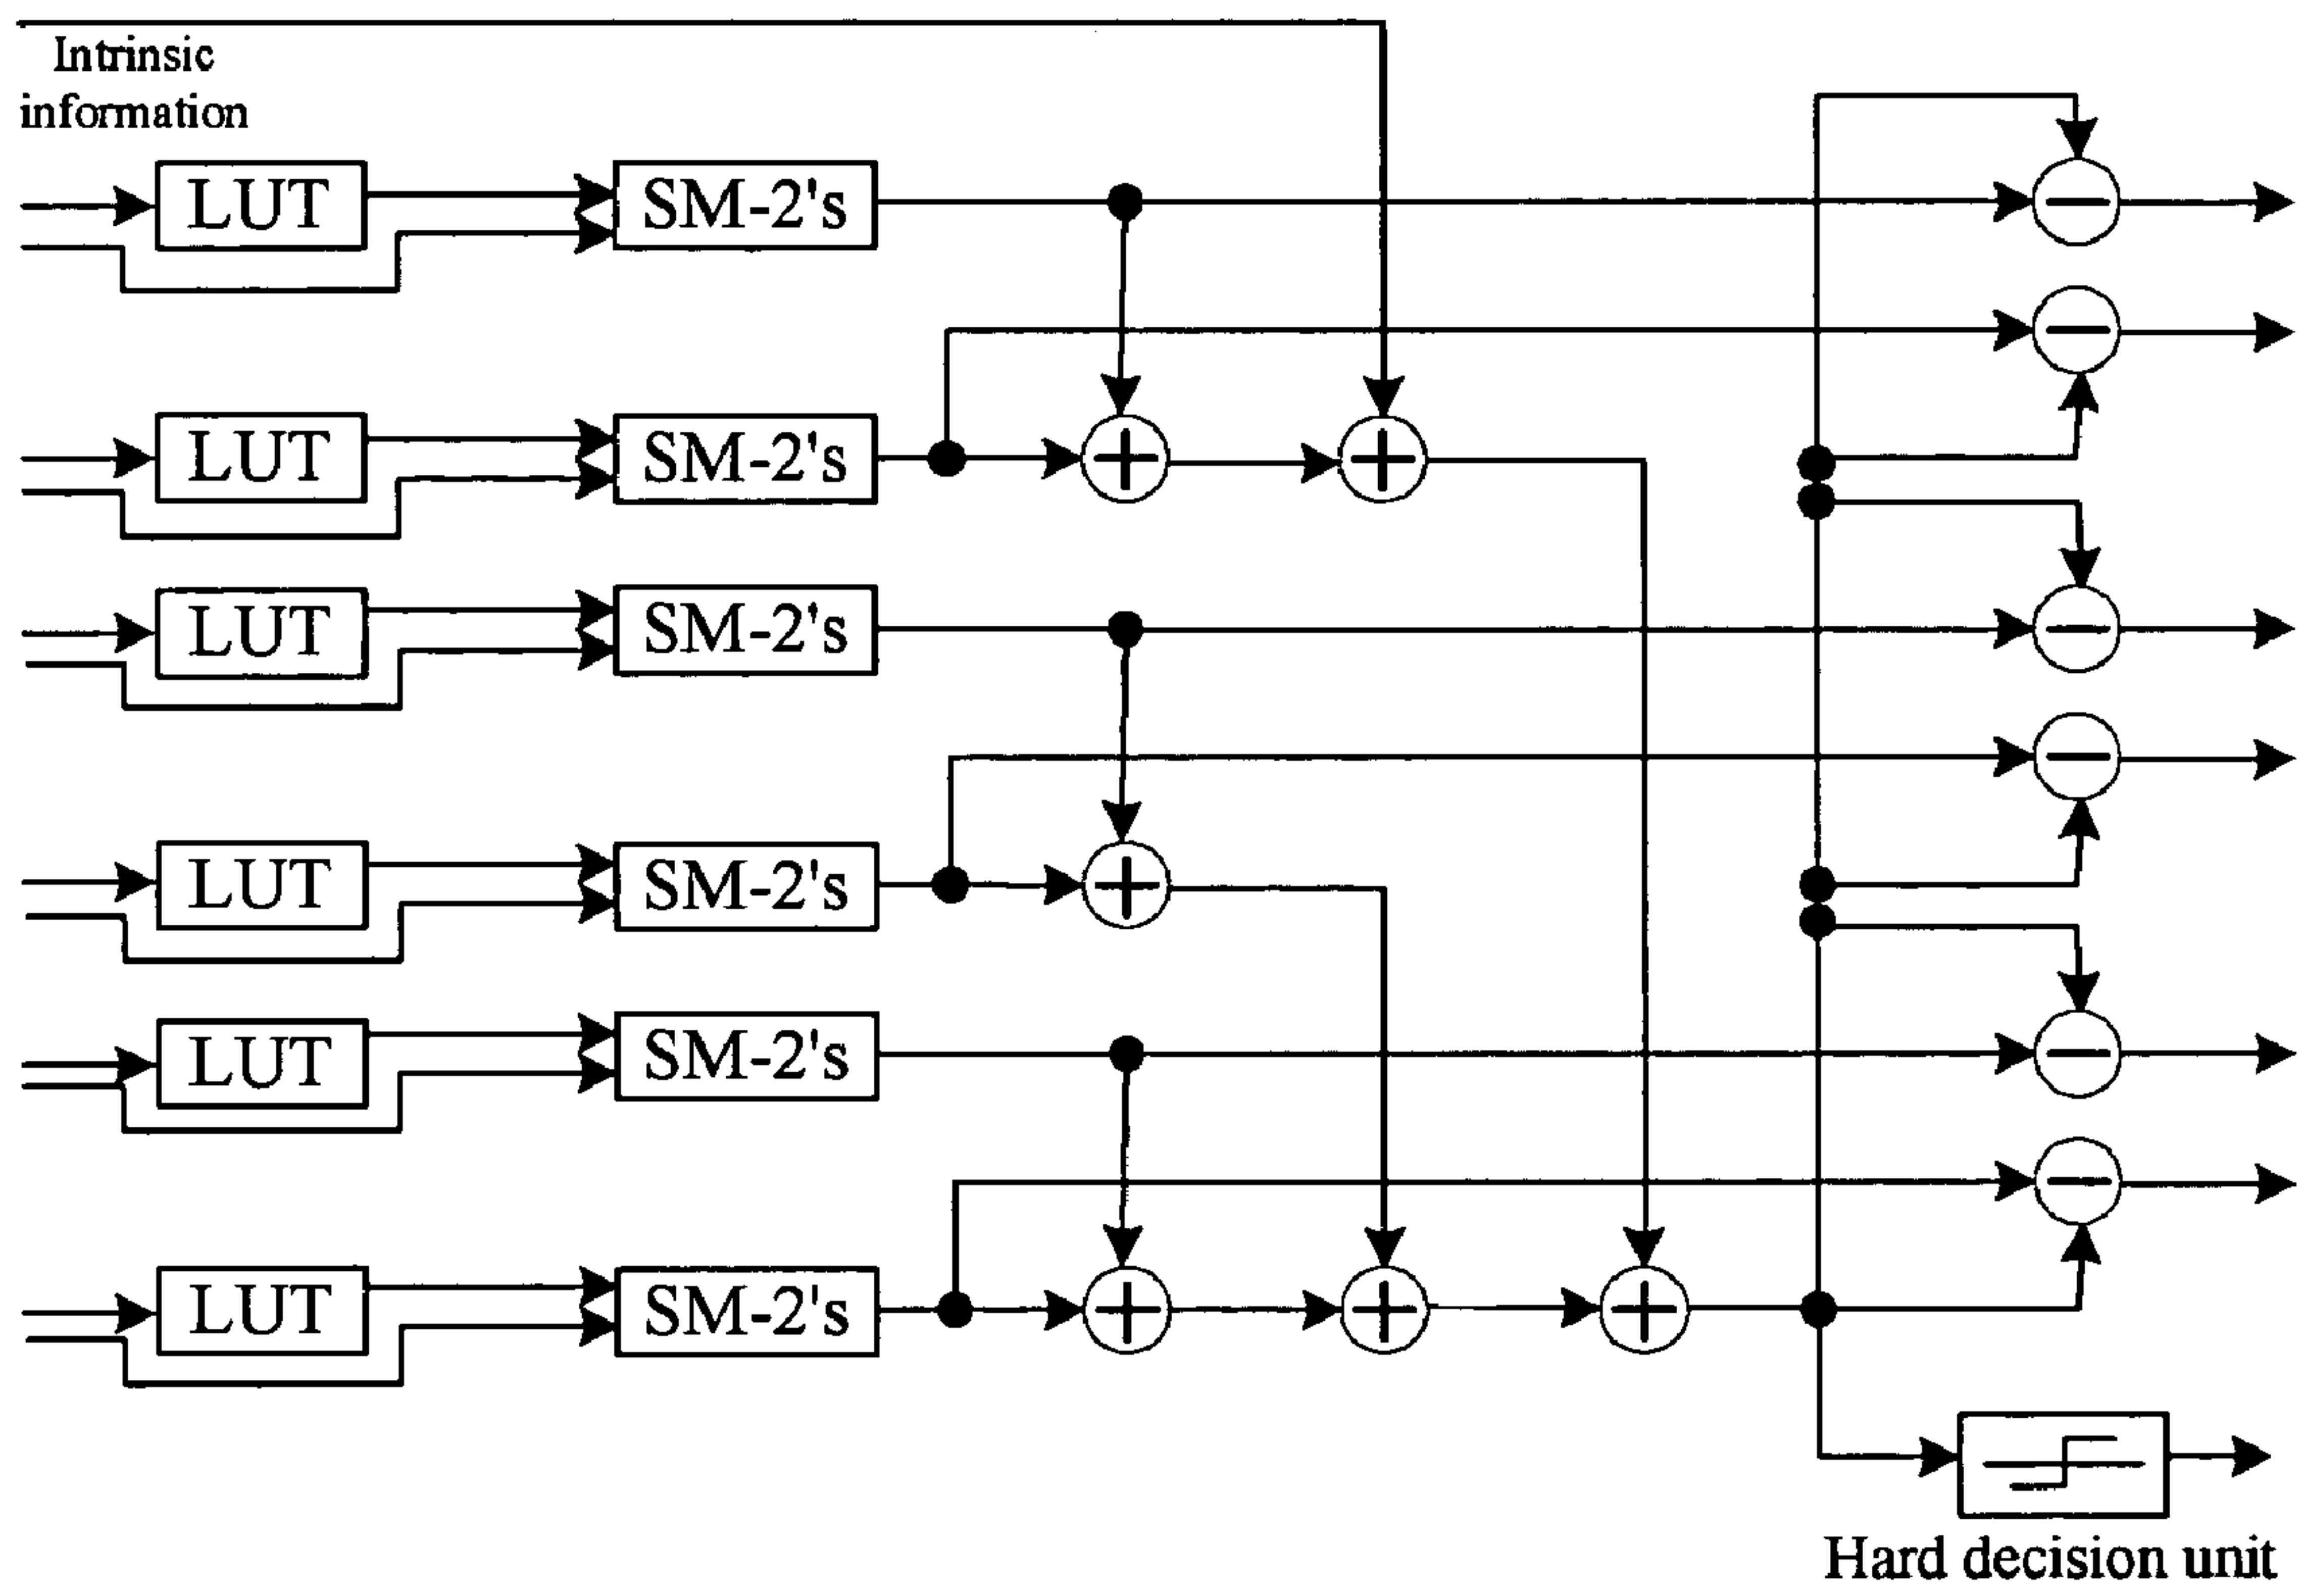 Intrinsic
information
LUT SM-2's
LUT SM-2's
LUT SM-2's
LUT SM-2's
LUT SM-2's
LUT SM-2's
Hard decision unit